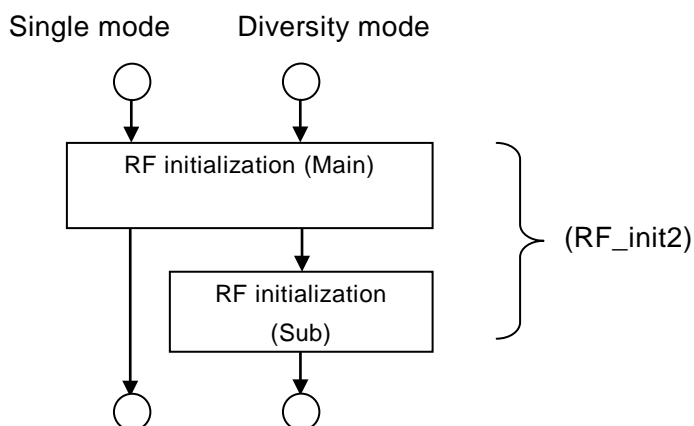 Single mode
Diversity mode
RF initialization (Main)
(RF_init2)
RF initialization
(Sub)